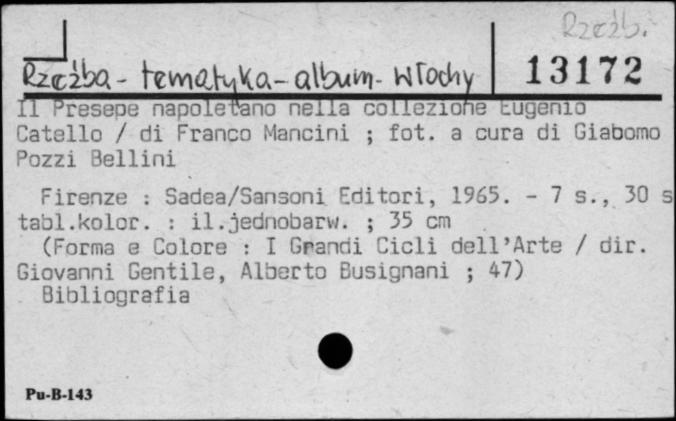 Rzeźb.
Rzeźba - tematyka - album - Włochy
13172
Il Presepe napoletano nella collezione Eugenio
Catello / di Franco Mancini ; fot. a cura di Giabomo
Pozzi Bellini
Firenze : Sadea/Sansoni Editori, 1965. - 7 s., 30 s
tabl.kolor. : il.jednobarw. ; 35 cm
(Forma e Colore : I Grandi Cicli dell'Arte / dir.
Giovanni Gentile, Alberto Busignani ; 47)
Bibliografia
Pu-B-143